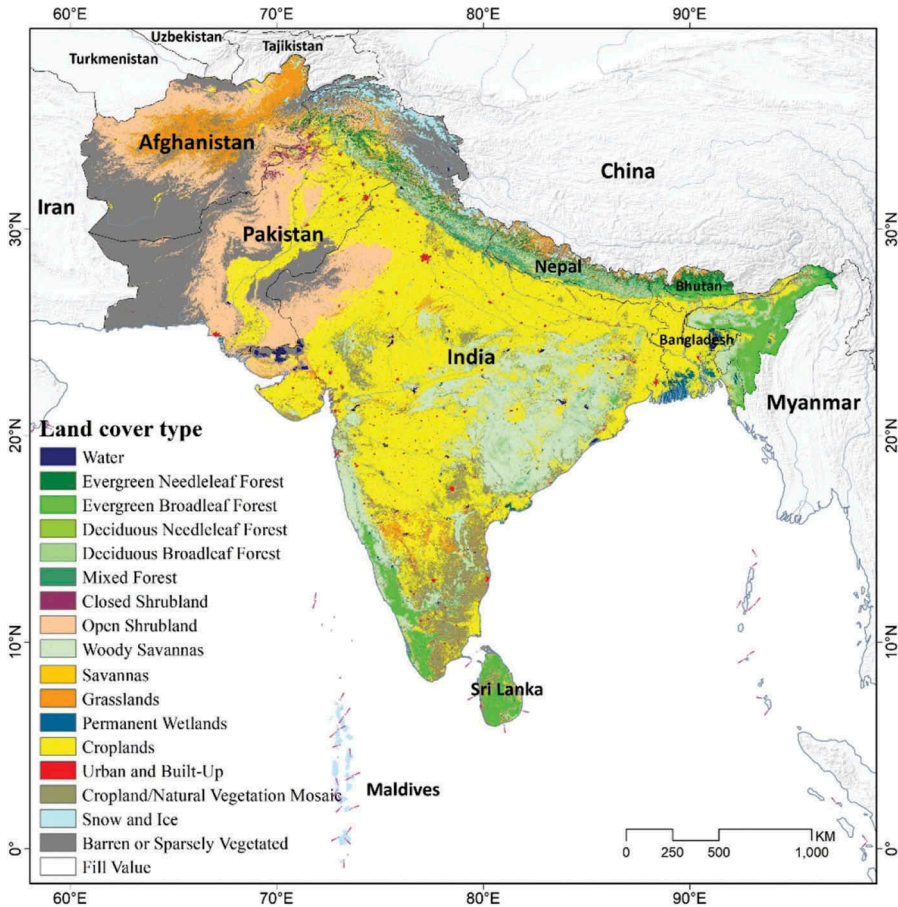 60°E 70°E 80°E 90°E
Uzbekistan
Tajikistan
Turkmenistan
Afghanistan
China
Iran
30°N 30°N
Pakistan
Nepal
Bhutan
Bangladesh
India
Myanmar
20°N 20°N
Land cover type
Water
Evergreen Needleleaf Forest
Evergreen Broadleaf Forest
Deciduous Needleleaf Forest
Deciduous Broadleaf Forest
Mixed Forest
Closed Shrubland
Open Shrubland
Woody Savannas
Savannas
Grasslands
Permanent Wetlands
Croplands
Urban and Built-Up
Cropland/Natural Vegetation Mosaic
Snow and Ice
Barren or Sparsely Vegetated
Fill Value
10°N 10°N
Sri Lanka
Maldives
KM
0 250 500 1,000
0° 0°
60°E 70°E 80°E 90°E